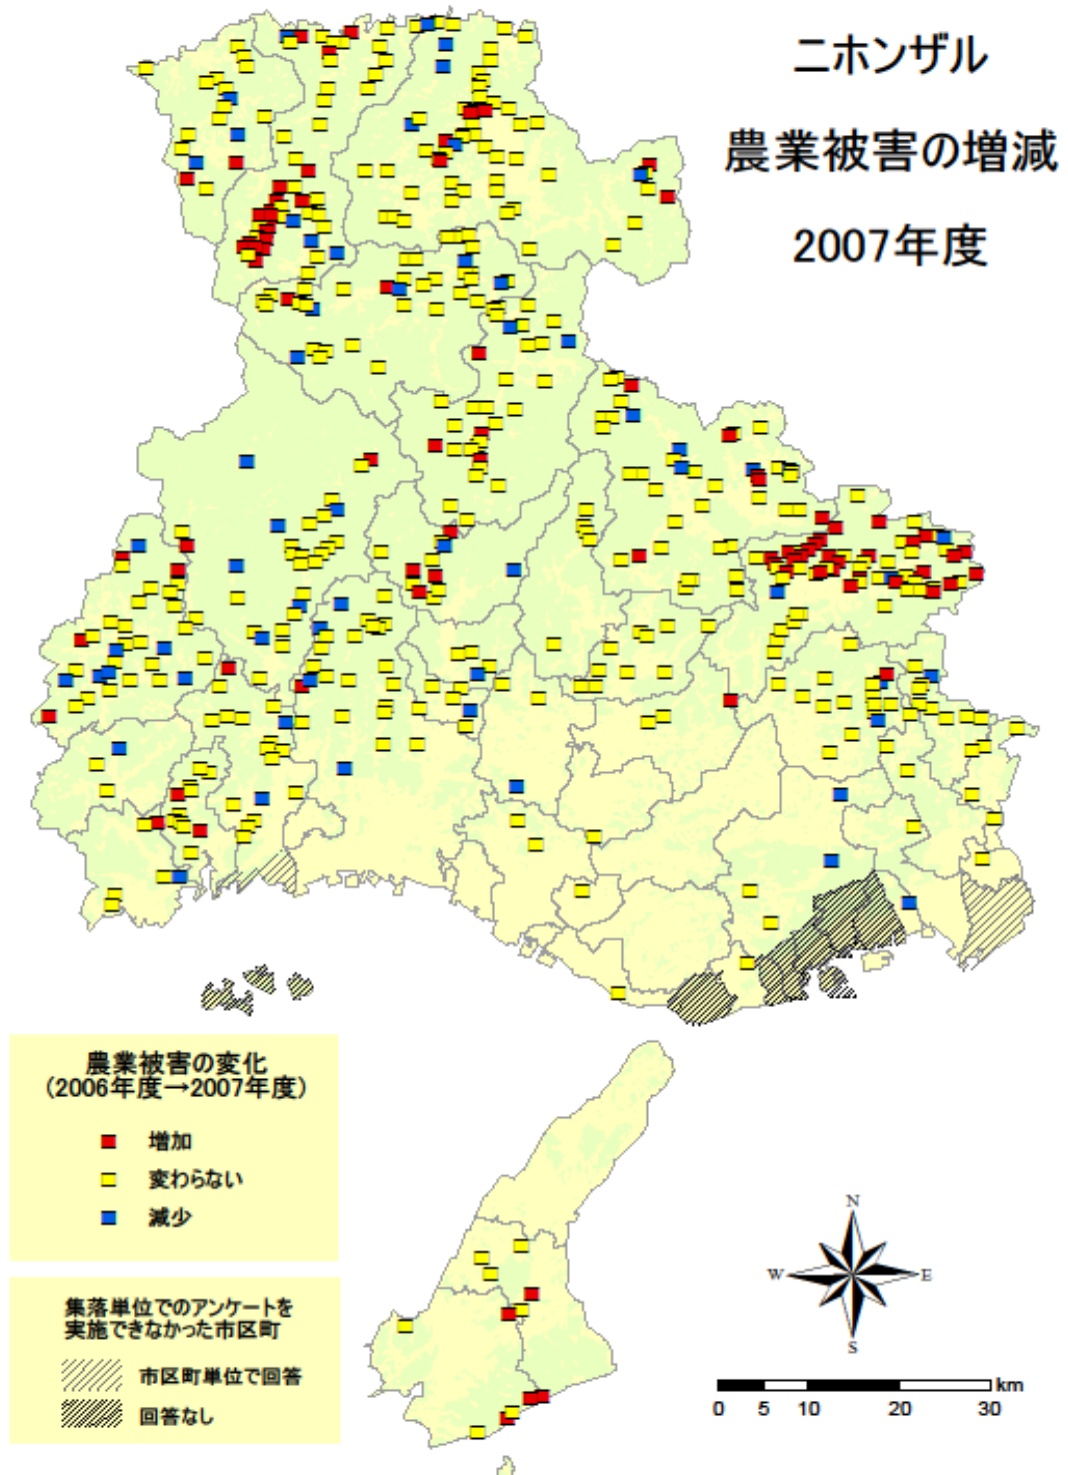 ニホンザル
農業被害の増減
2007年度
農業被害の変化
(2006年度→2007年度)
増加
変わらない
減少
集落単位でのアンケートを
実施できなかった市区町
市区町単位で回答
回答なし
N
W E
S
km
0 5 10 20 30